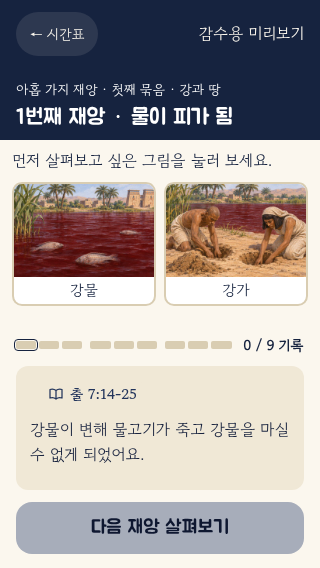 ← 시간표
감수용 미리보기
아홉 가지 재앙 · 첫째 묶음 · 강과 땅
1번째 재앙 · 물이 피가 됨
먼저 살펴보고 싶은 그림을 눌러 보세요.
강물
강가
0 / 9 기록
출 7:14-25
강물이 변해 물고기가 죽고 강물을 마실
수 없게 되었어요.
다음 재앙 살펴보기